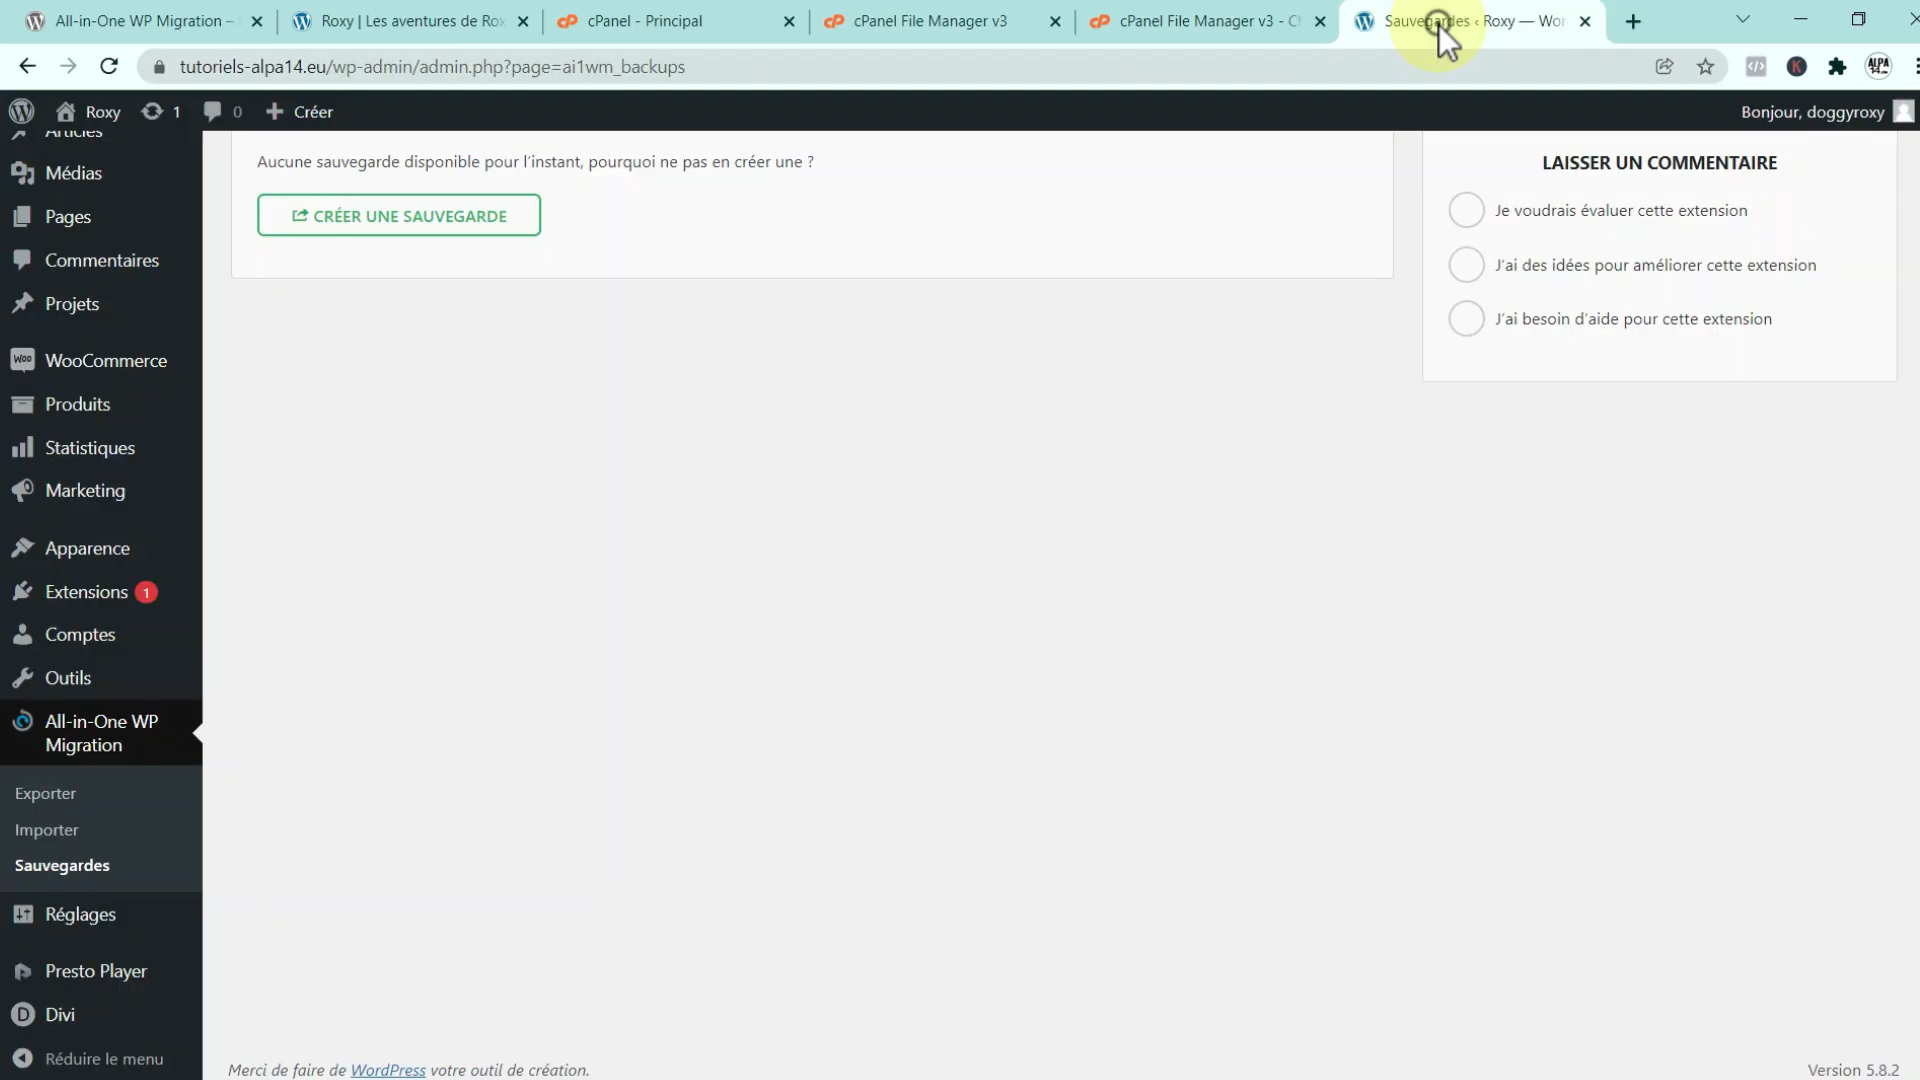 All-in-One WP Migration –
Roxy | Les aventures de Rox
cPanel - Principal
cPanel File Manager v3
cPanel File Manager v3 - C
Sauvegardes ‹ Roxy — Wor
tutoriels-alpa14.eu/wp-admin/admin.php?page=ai1wm_backups
Roxy
1
0
Créer
Bonjour, doggyroxy
Articles
Médias
Pages
Commentaires
Projets
WooCommerce
Produits
Statistiques
Marketing
Apparence
Extensions 1
Comptes
Outils
All-in-One WP
Migration
Exporter
Importer
Sauvegardes
Réglages
Presto Player
Divi
Réduire le menu
Aucune sauvegarde disponible pour l'instant, pourquoi ne pas en créer une ?
CRÉER UNE SAUVEGARDE
LAISSER UN COMMENTAIRE
Je voudrais évaluer cette extension
J'ai des idées pour améliorer cette extension
J'ai besoin d'aide pour cette extension
Merci de faire de WordPress votre outil de création.
Version 5.8.2